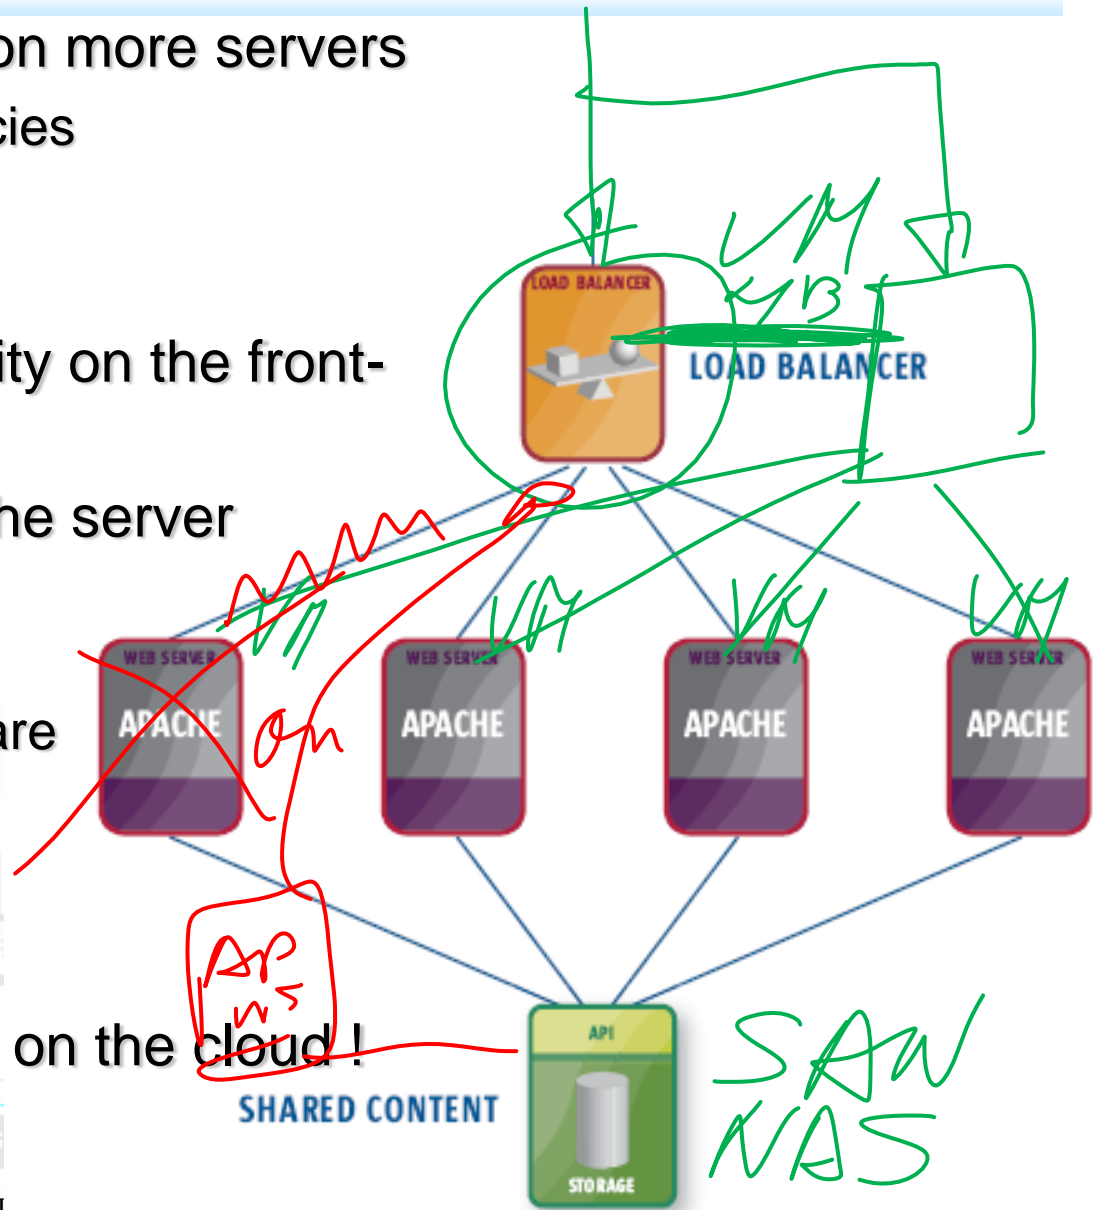 on more servers
cies
VM
LOAD BALANCER
LOAD BALANCER
ity on the front-
he server
VM
VM
VM
VM
WEB SERVER
WEB SERVER
WEB SERVER
WEB SERVER
are
APACHE
APACHE
APACHE
APACHE
on
AP
WS
on the cloud !
API
SAN
SHARED CONTENT
NAS
STORAGE